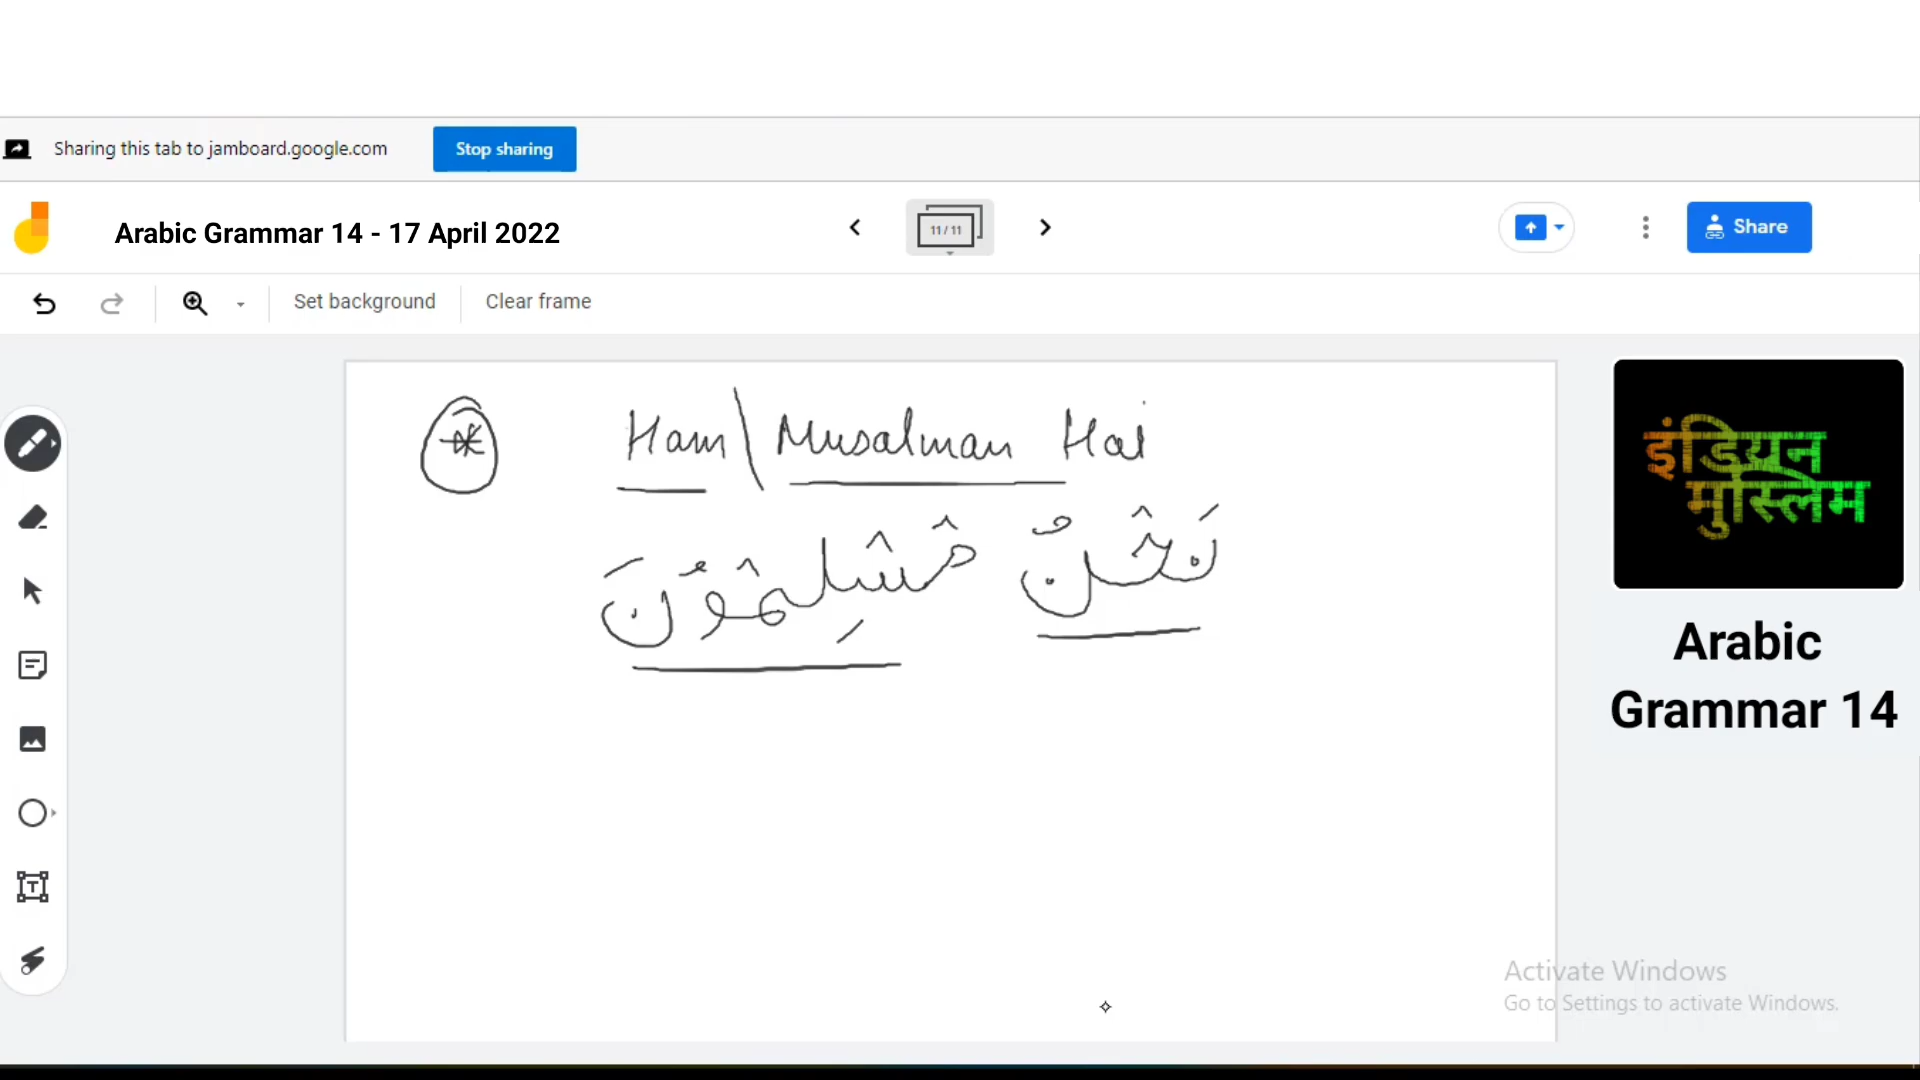 Sharing this tab to jamboard.google.com
Stop sharing
Arabic Grammar 14 - 17 April 2022
11 / 11
Share
Set background
Clear frame
* Ham Musalman Hai
نَحْنُ مُسْلِمُوْنَ
इंडियन
मुस्लिम
Arabic
Grammar 14
Activate Windows
Go to Settings to activate Windows.